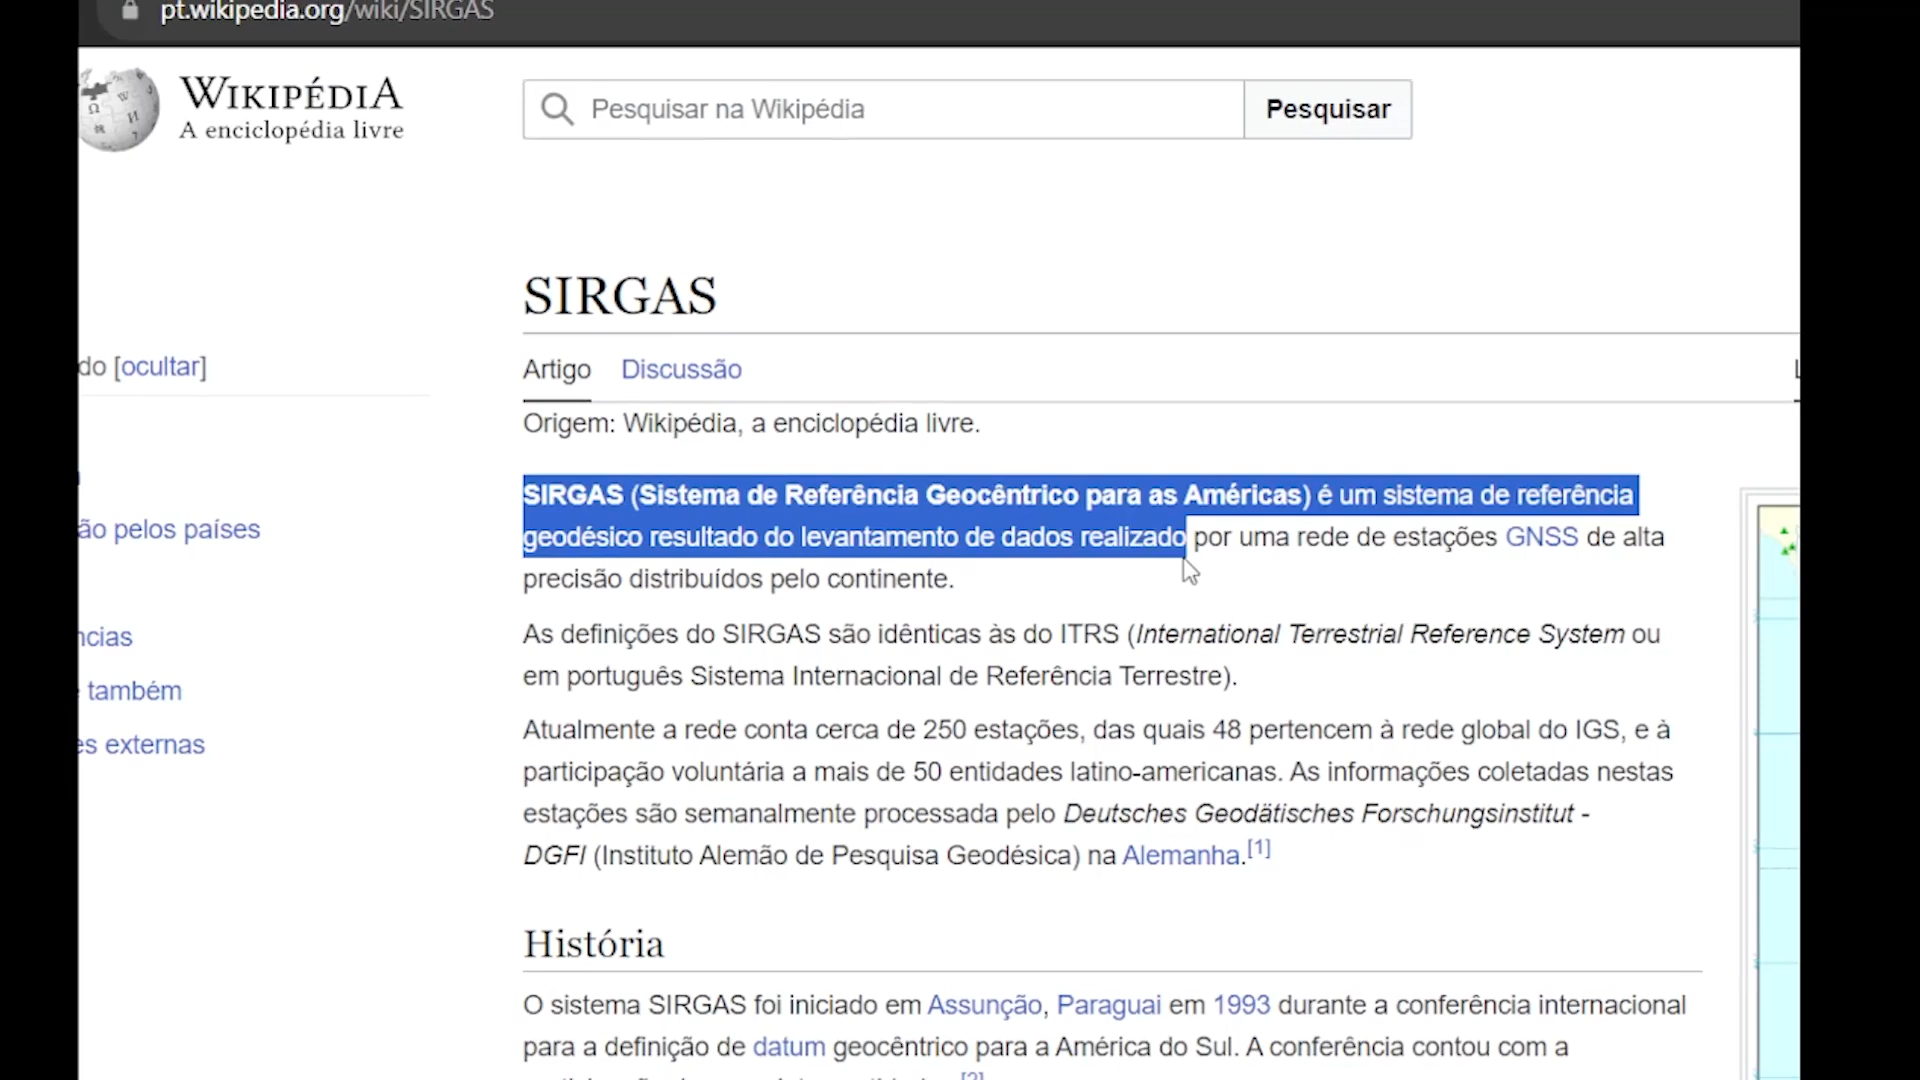 pt.wikipedia.org/wiki/SIRGAS
WIKIPÉDIA
A enciclopédia livre
Pesquisar na Wikipédia
Pesquisar
SIRGAS
do [ocultar]
Artigo Discussão
Origem: Wikipédia, a enciclopédia livre.
SIRGAS (Sistema de Referência Geocêntrico para as Américas) é um sistema de referência
geodésico resultado do levantamento de dados realizado por uma rede de estações GNSS de alta
precisão distribuídos pelo continente.
ão pelos países
As definições do SIRGAS são idênticas às do ITRS (International Terrestrial Reference System ou
em português Sistema Internacional de Referência Terrestre).
ncias
também
es externas
Atualmente a rede conta cerca de 250 estações, das quais 48 pertencem à rede global do IGS, e à
participação voluntária a mais de 50 entidades latino-americanas. As informações coletadas nestas
estações são semanalmente processada pelo Deutsches Geodätisches Forschungsinstitut -
DGFI (Instituto Alemão de Pesquisa Geodésica) na Alemanha.[1]
História
O sistema SIRGAS foi iniciado em Assunção, Paraguai em 1993 durante a conferência internacional
para a definição de datum geocêntrico para a América do Sul. A conferência contou com a